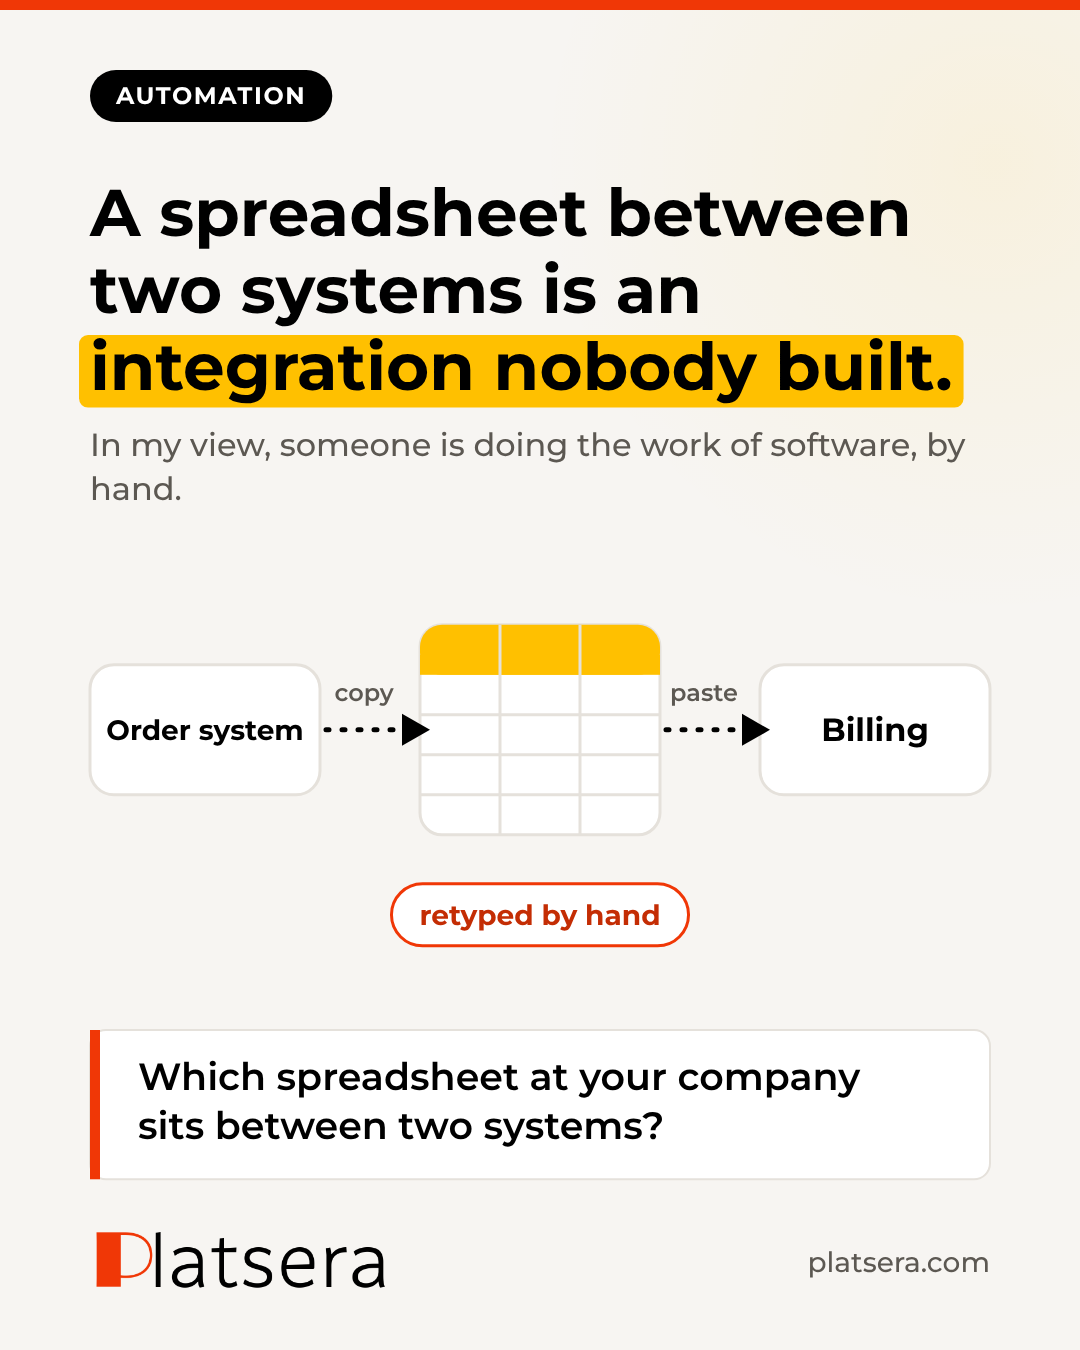 AUTOMATION
A spreadsheet between
two systems is an
integration nobody built.
In my view, someone is doing the work of software, by
hand.
Order system
copy
paste
Billing
retyped by hand
Which spreadsheet at your company
sits between two systems?
Platsera
platsera.com